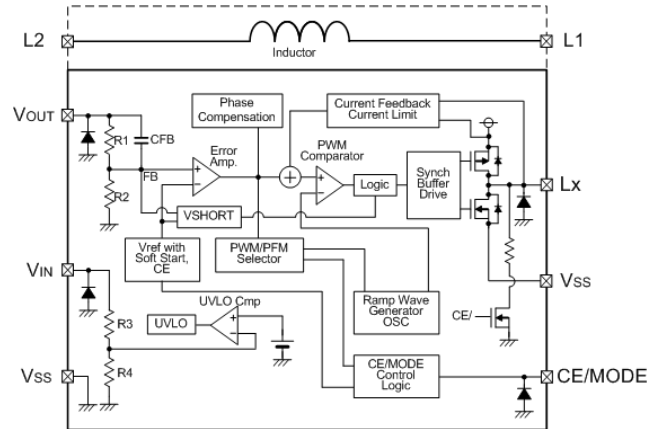 L2
L1
Inductor
VOUT
Phase
Compensation
Current Feedback
Current Limit
R1
CFB
Error
Amp.
PWM
Comparator
FB
R2
Logic
Synch
Buffer
Drive
Lx
VSHORT
Vref with
Soft Start,
CE
PWM/PFM
Selector
VIN
VSS
UVLO Cmp
R3
UVLO
Ramp Wave
Generator
OSC
CE/
R4
VSS
CE/MODE
Control
Logic
CE/MODE